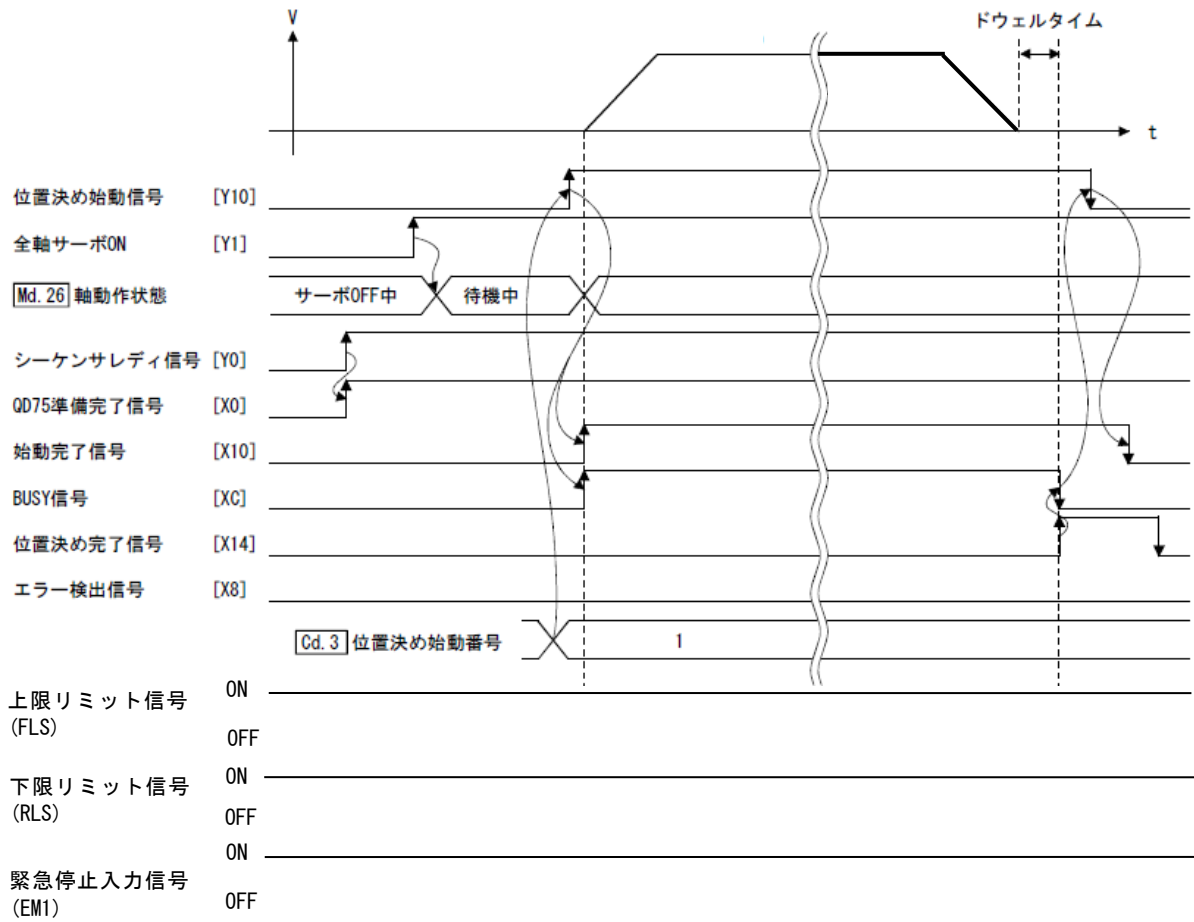 V
ドウェルタイム
t
位置決め始動信号 [Y10]
全軸サーボON [Y1]
Md.26 軸動作状態 サーボOFF中 待機中
シーケンサレディ信号 [Y0]
QD75準備完了信号 [X0]
始動完了信号 [X10]
BUSY信号 [XC]
位置決め完了信号 [X14]
エラー検出信号 [X8]
Cd.3 位置決め始動番号 1
上限リミット信号 ON
(FLS) OFF
下限リミット信号 ON
(RLS) OFF
緊急停止入力信号 ON
(EM1) OFF